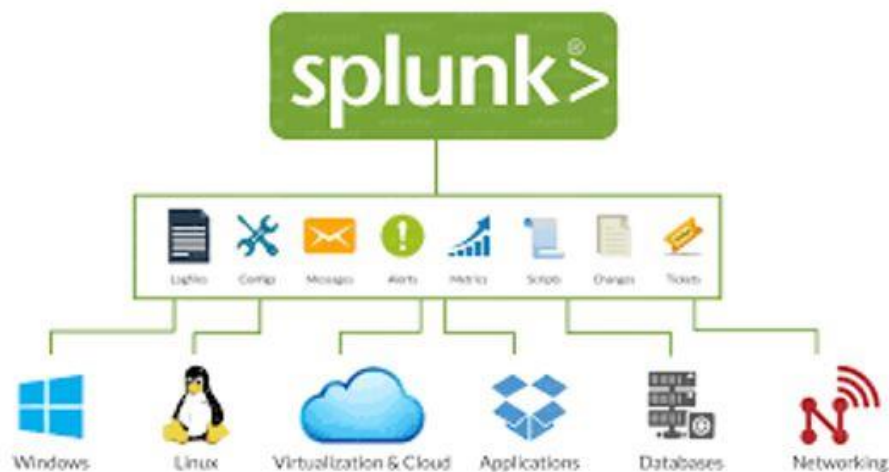 splunk>®
Logfiles Configs Messages Alerts Metrics Scripts Changes Tickets
Windows Linux Virtualization & Cloud Applications Databases Networking